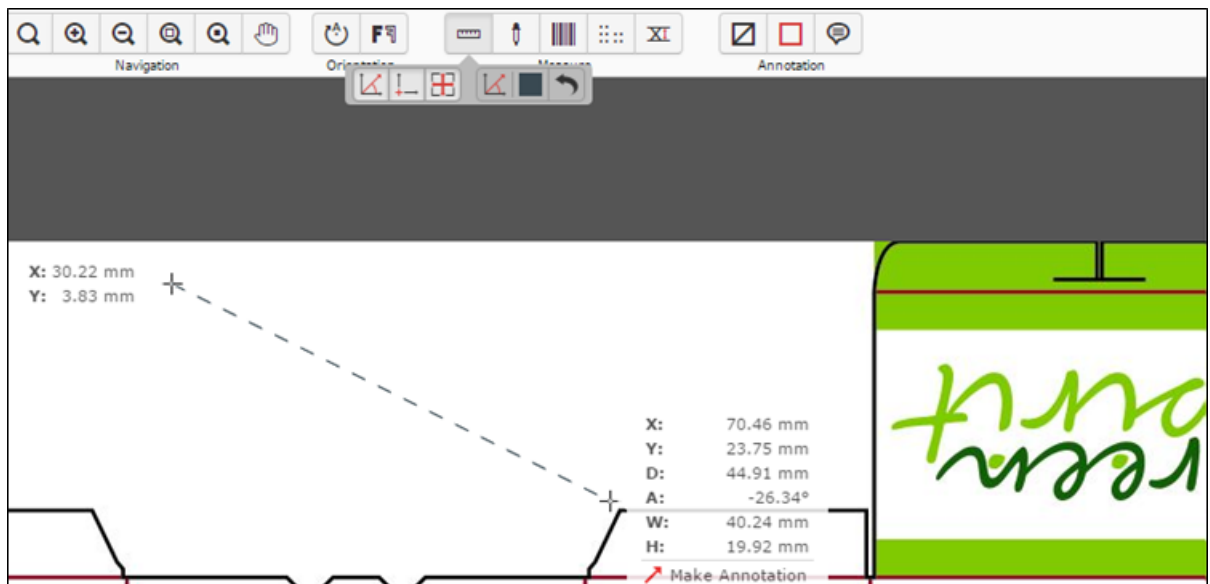 Navigation
Orientation
Measure
Annotation
X: 30.22 mm
Y: 3.83 mm
X: 70.46 mm
Y: 23.75 mm
D: 44.91 mm
A: -26.34°
W: 40.24 mm
H: 19.92 mm
Make Annotation